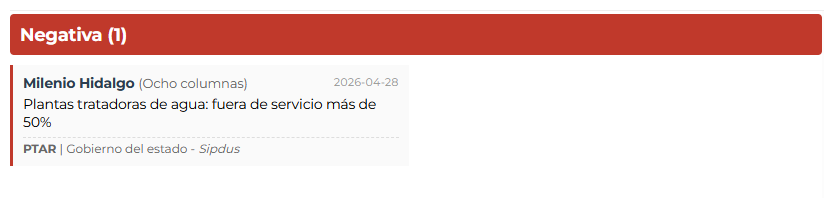 Negativa (1)
Milenio Hidalgo (Ocho columnas) 2026-04-28
Plantas tratadoras de agua: fuera de servicio más de
50%
PTAR | Gobierno del estado - Sipdus